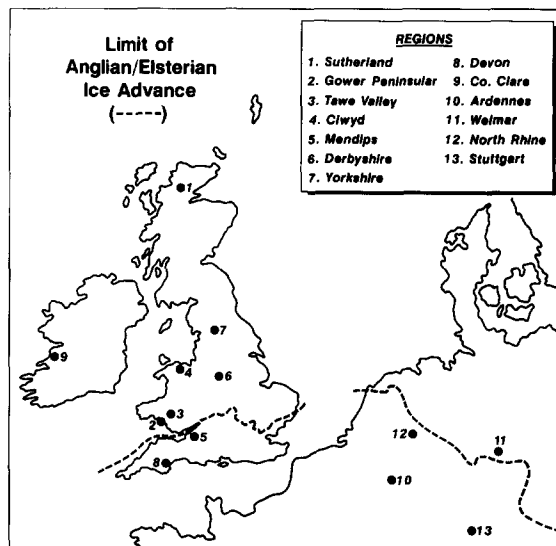 Limit of
Anglian/Elsterian
Ice Advance
(-----)
REGIONS
1. Sutherland
2. Gower Peninsular
3. Tawe Valley
4. Clwyd
5. Mendips
6. Derbyshire
7. Yorkshire
8. Devon
9. Co. Clare
10. Ardennes
11. Weimar
12. North Rhine
13. Stuttgart
1
7
9
4
6
3
2
5
12
11
8
10
13